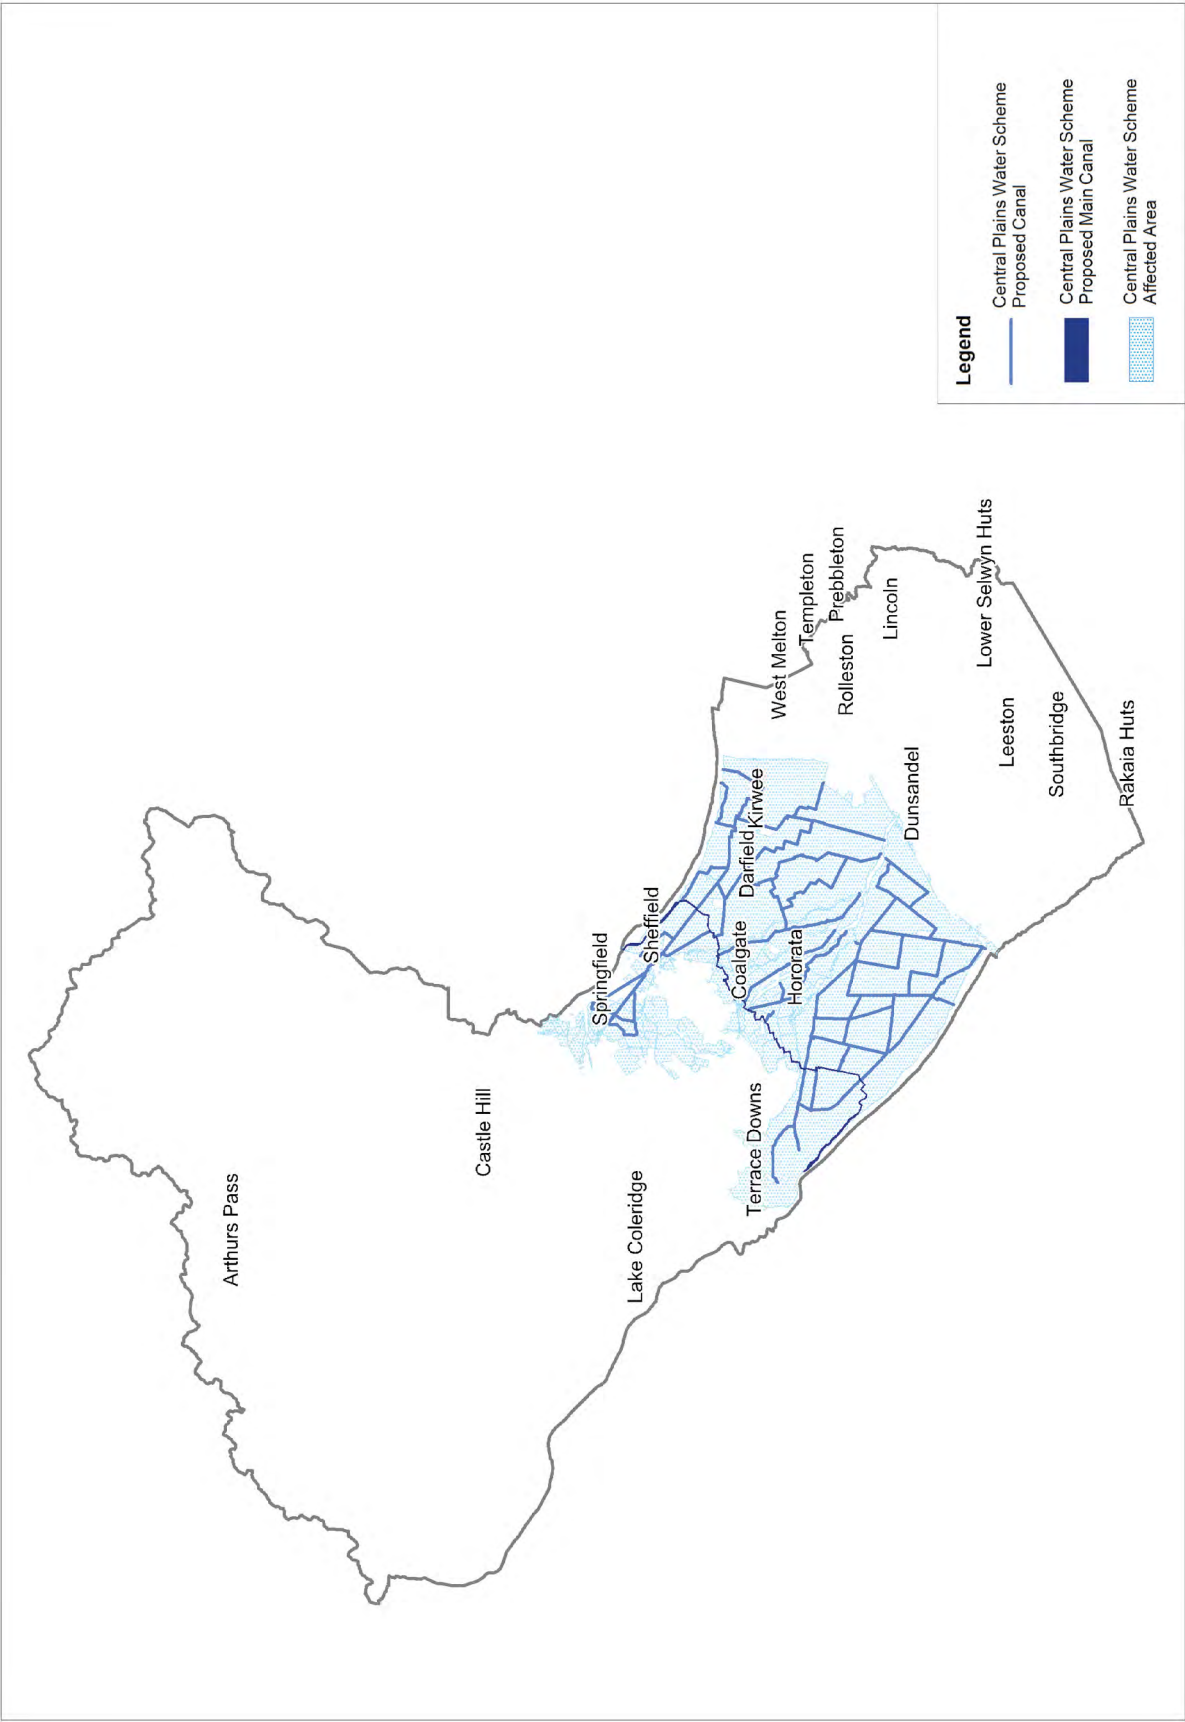 Arthurs Pass
Castle Hill
Lake Coleridge
Springfield
Sheffield
Terrace Downs
Coalgate
Hororata
Darfield
Kirwee
West Melton
Templeton
Prebbleton
Rolleston
Lincoln
Dunsandel
Lower Selwyn Huts
Leeston
Southbridge
Rakaia Huts
Legend
Central Plains Water Scheme
Proposed Canal
Central Plains Water Scheme
Proposed Main Canal
Central Plains Water Scheme
Affected Area